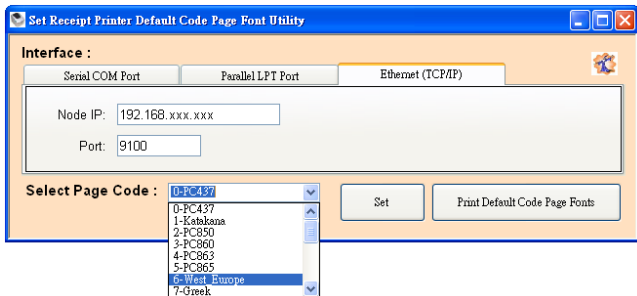 Set Receipt Printer Default Code Page Font Utility
Interface :
Serial COM Port Parallel LPT Port Ethernet (TCP/IP)
Node IP: 192.168.xxx.xxx
Port: 9100
Select Page Code : 0-PC437 Set Print Default Code Page Fonts
0-PC437
1-Katakana
2-PC850
3-PC860
4-PC863
5-PC865
6-West_Europe
7-Greek